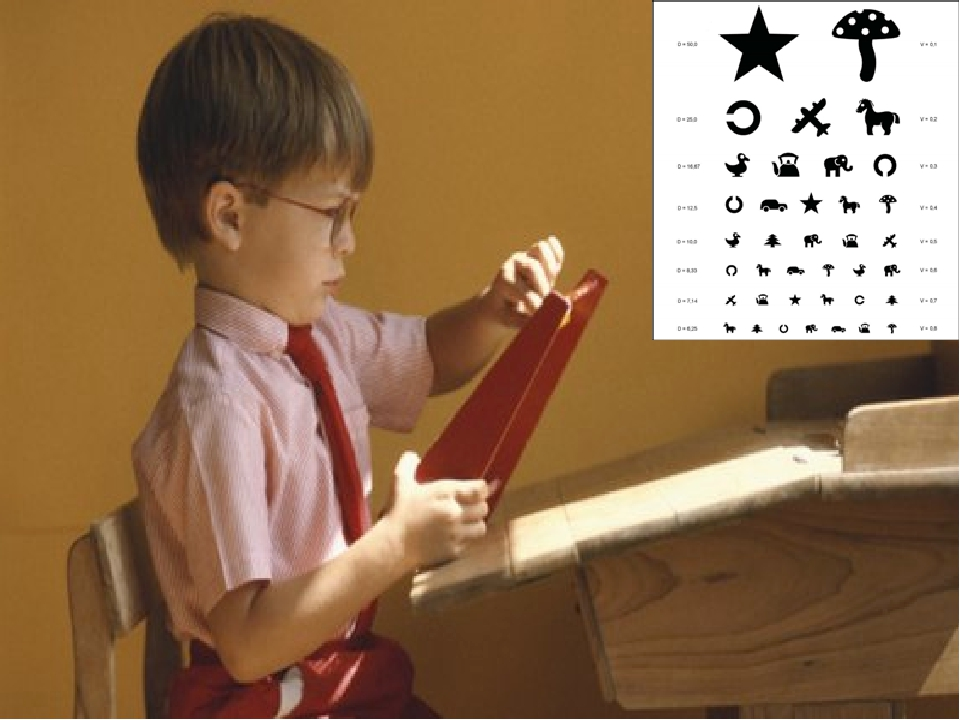 D = 50,0 V = 0,1
D = 25,0 V = 0,2
D = 16,67 V = 0,3
D = 12,5 V = 0,4
D = 10,0 V = 0,5
D = 8,33 V = 0,6
D = 7,14 V = 0,7
D = 6,25 V = 0,8